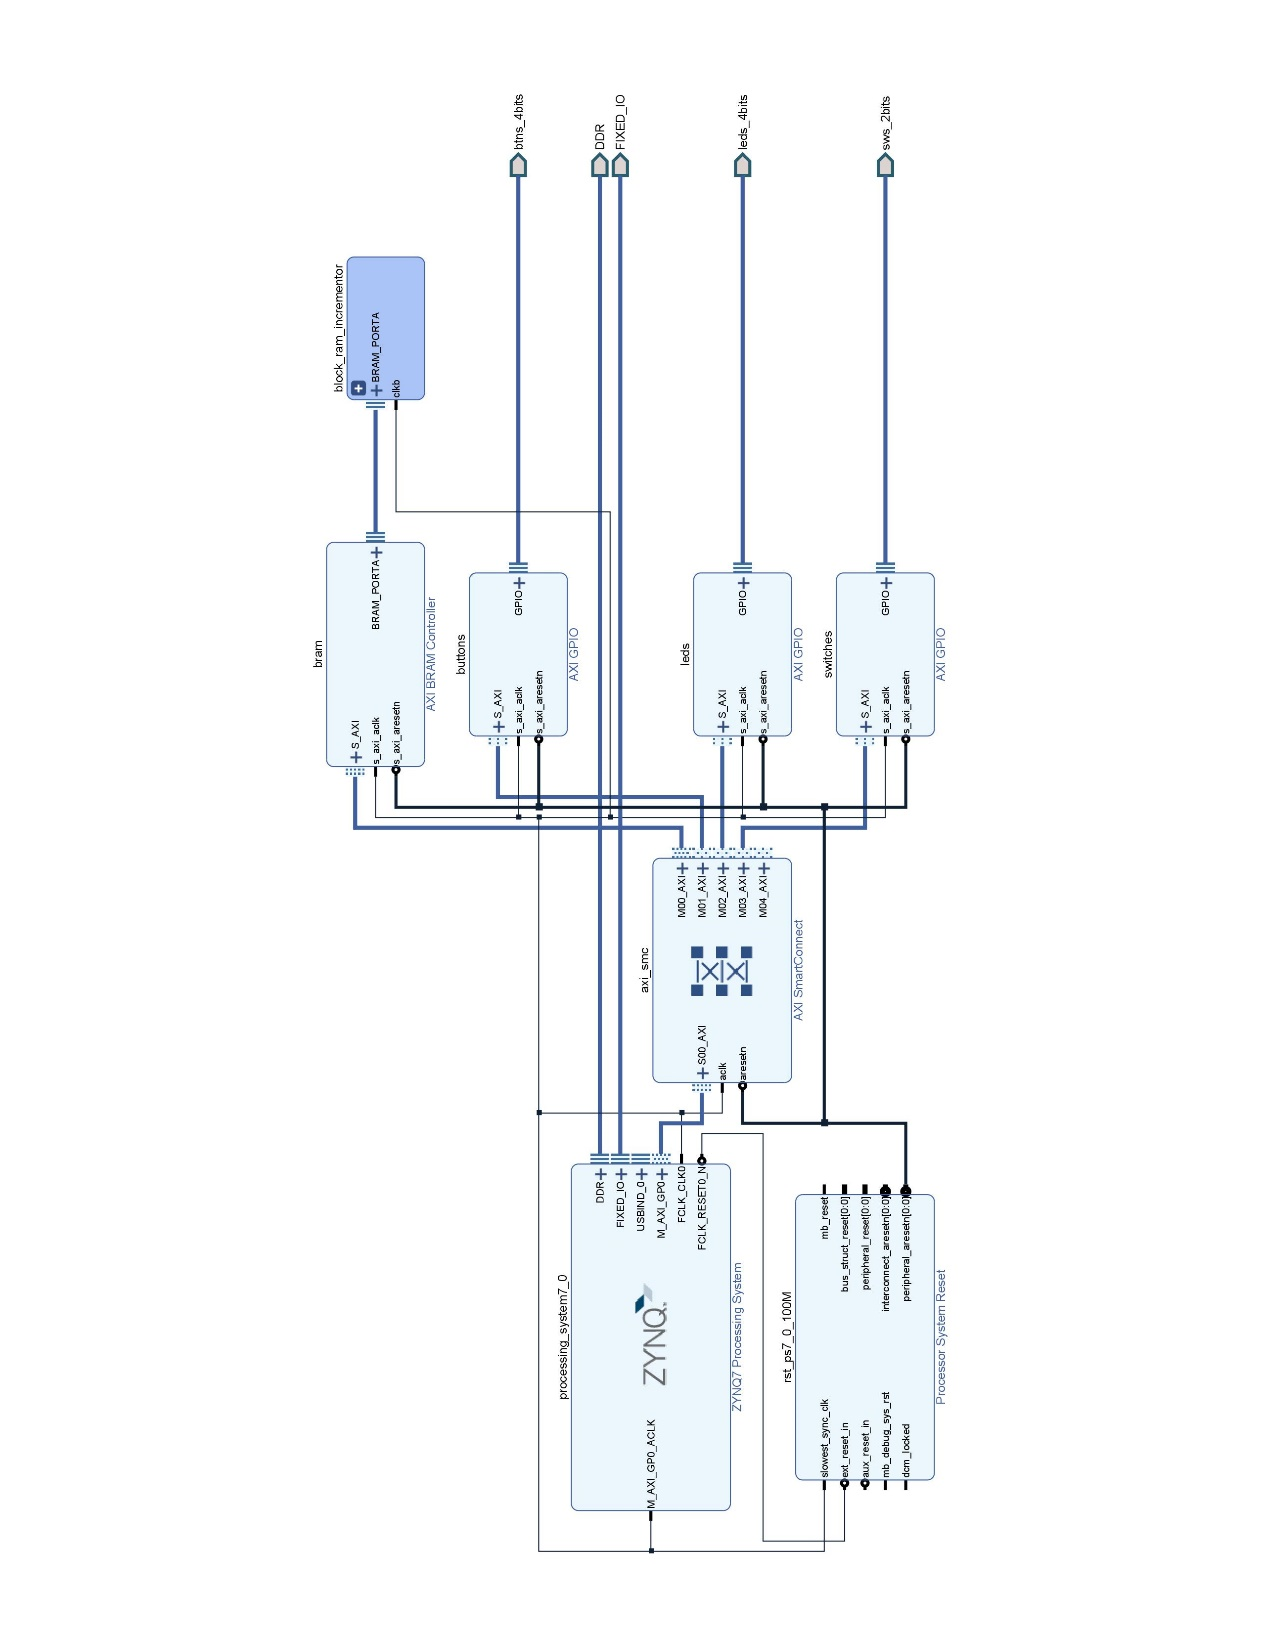 processing_system7_0
DDR
FIXED_IO
USBIND_0
M_AXI_GP0
FCLK_CLK0
FCLK_RESET0_N
M_AXI_GP0_ACLK
ZYNQ
ZYNQ7 Processing System
rst_ps7_0_100M
slowest_sync_clk
ext_reset_in
aux_reset_in
mb_debug_sys_rst
dcm_locked
mb_reset
bus_struct_reset[0:0]
peripheral_reset[0:0]
interconnect_aresetn[0:0]
peripheral_aresetn[0:0]
Processor System Reset
axi_smc
S00_AXI
aclk
aresetn
M00_AXI
M01_AXI
M02_AXI
M03_AXI
M04_AXI
AXI SmartConnect
bram
S_AXI
s_axi_aclk
s_axi_aresetn
BRAM_PORTA
AXI BRAM Controller
buttons
S_AXI
s_axi_aclk
s_axi_aresetn
GPIO
AXI GPIO
leds
S_AXI
s_axi_aclk
s_axi_aresetn
GPIO
AXI GPIO
switches
S_AXI
s_axi_aclk
s_axi_aresetn
GPIO
AXI GPIO
block_ram_incrementor
BRAM_PORTA
clkb
btns_4bits
DDR
FIXED_IO
leds_4bits
sws_2bits